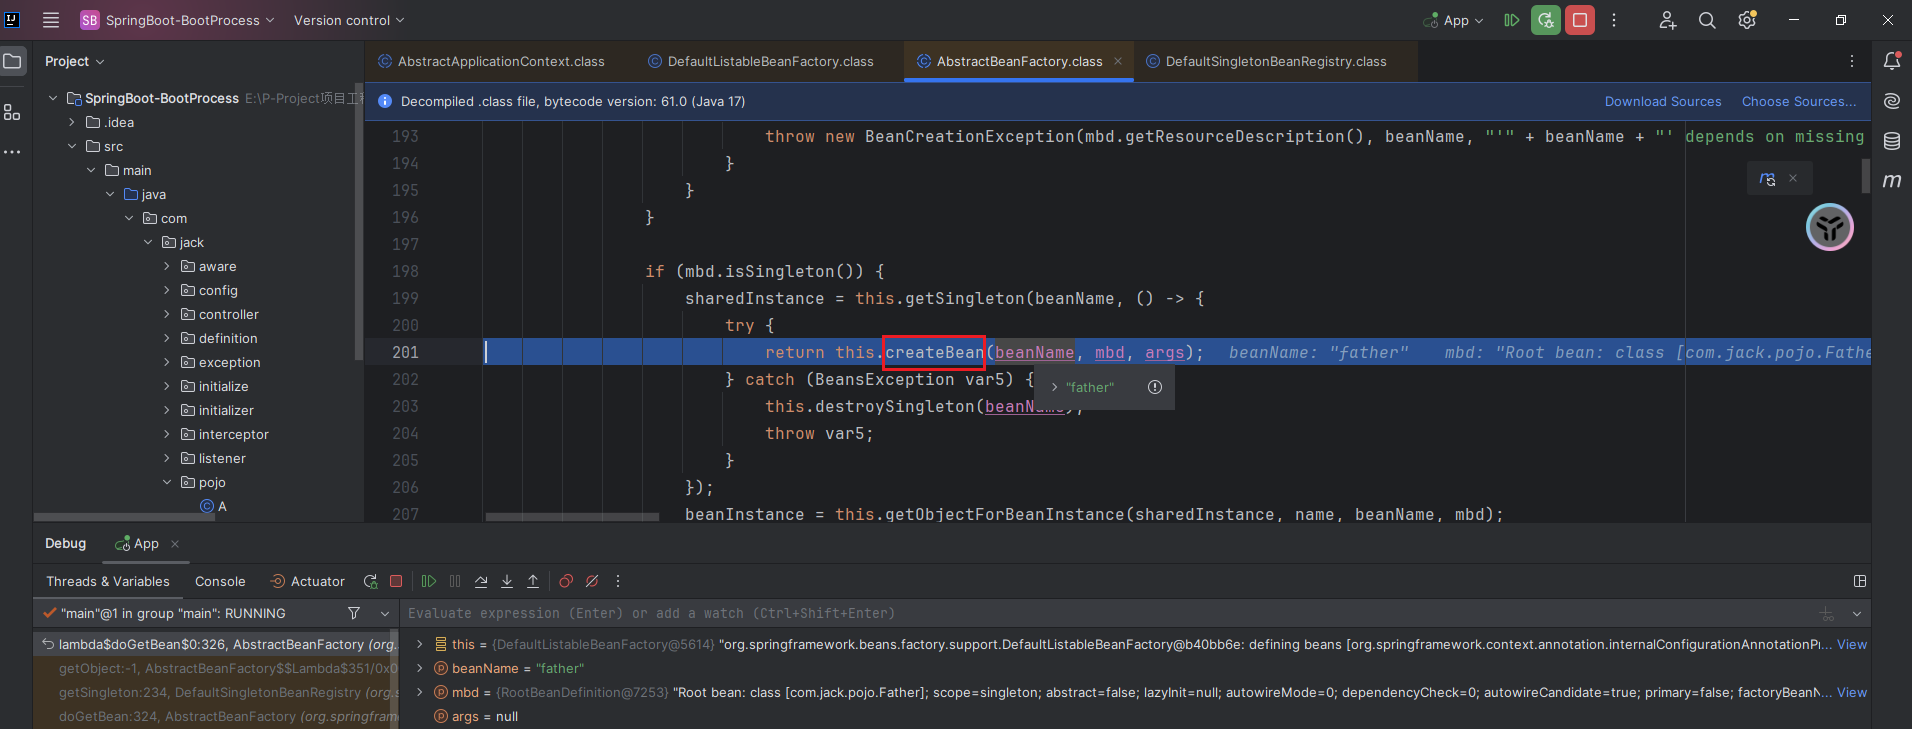 SB SpringBoot-BootProcess Version control App
Project
AbstractApplicationContext.class DefaultListableBeanFactory.class AbstractBeanFactory.class DefaultSingletonBeanRegistry.class
Decompiled .class file, bytecode version: 61.0 (Java 17) Download Sources Choose Sources...
SpringBoot-BootProcess E:\P-Project项目工程
.idea
src
main
java
com
jack
aware
config
controller
definition
exception
initialize
initializer
interceptor
listener
pojo
A
193 throw new BeanCreationException(mbd.getResourceDescription(), beanName, "'" + beanName + "' depends on missing
194 }
195 }
196 }
197
198 if (mbd.isSingleton()) {
199 sharedInstance = this.getSingleton(beanName, () -> {
200 try {
201 return this.createBean(beanName, mbd, args); beanName: "father" mbd: "Root bean: class [com.jack.pojo.Fathe
202 } catch (BeansException var5) {
"father"
203 this.destroySingleton(beanName);
204 throw var5;
205 }
206 });
207 beanInstance = this.getObjectForBeanInstance(sharedInstance, name, beanName, mbd);
m
m
Debug App
Threads & Variables Console Actuator
"main"@1 in group "main": RUNNING
Evaluate expression (Enter) or add a watch (Ctrl+Shift+Enter)
lambda$doGetBean$0:326, AbstractBeanFactory (org.
getObject:-1, AbstractBeanFactory$$Lambda$351/0x0
getSingleton:234, DefaultSingletonBeanRegistry (org.s
doGetBean:324, AbstractBeanFactory (org.springfram
this = {DefaultListableBeanFactory@5614} "org.springframework.beans.factory.support.DefaultListableBeanFactory@b40bb6e: defining beans [org.springframework.context.annotation.internalConfigurationAnnotationPr... View
beanName = "father"
mbd = {RootBeanDefinition@7253} "Root bean: class [com.jack.pojo.Father]; scope=singleton; abstract=false; lazyInit=null; autowireMode=0; dependencyCheck=0; autowireCandidate=true; primary=false; factoryBeanN... View
args = null